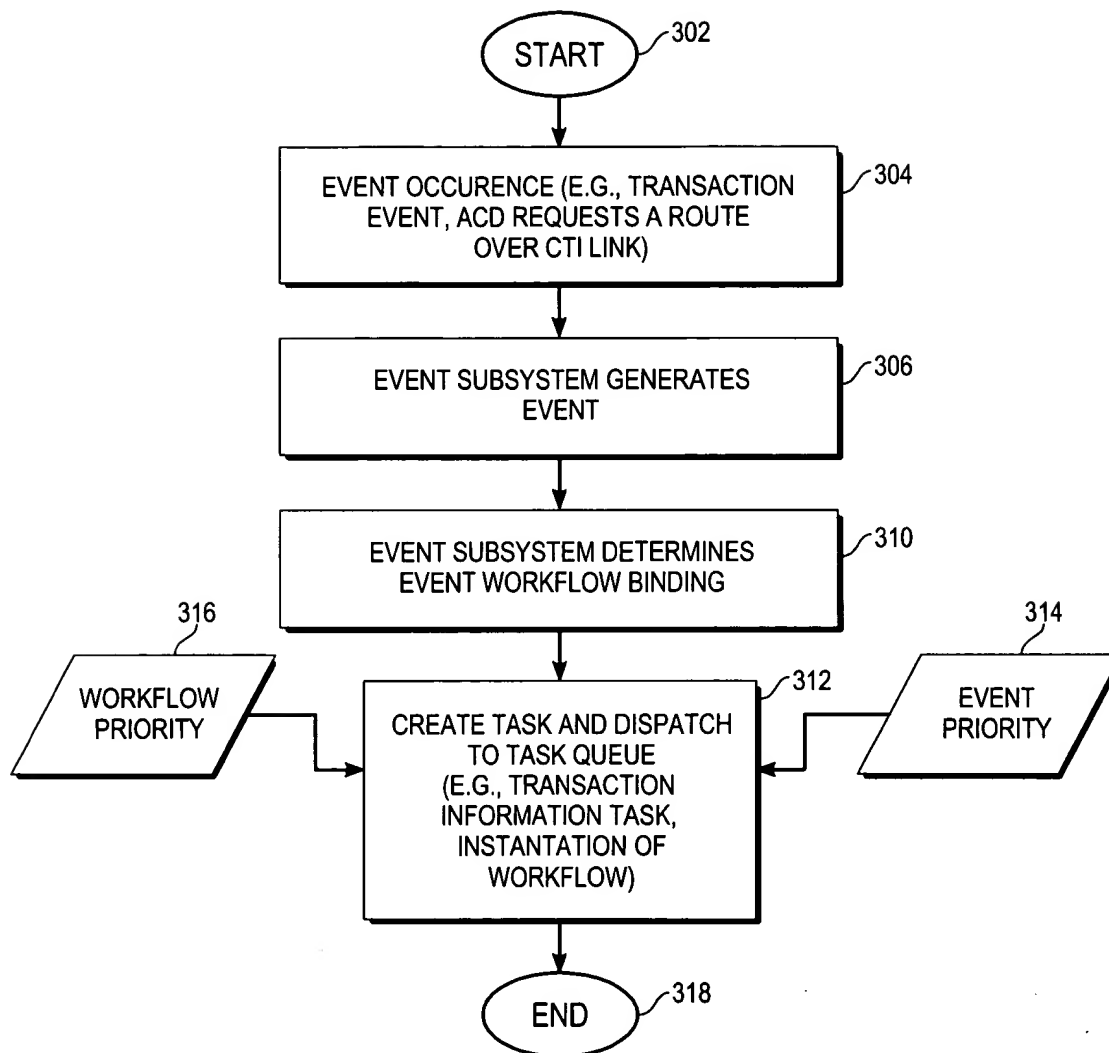 START
302
EVENT OCCURENCE (E.G., TRANSACTION
EVENT, ACD REQUESTS A ROUTE
OVER CTI LINK)
304
EVENT SUBSYSTEM GENERATES
EVENT
306
EVENT SUBSYSTEM DETERMINES
EVENT WORKFLOW BINDING
310
316
WORKFLOW
PRIORITY
314
EVENT
PRIORITY
312
CREATE TASK AND DISPATCH
TO TASK QUEUE
(E.G., TRANSACTION
INFORMATION TASK,
INSTANTATION OF
WORKFLOW)
END
318